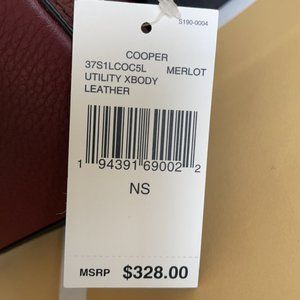 S190-0004
COOPER
37S1LCOC5L MERLOT
UTILITY XBODY
LEATHER
1 94391 69002 2
NS
MSRP $328.00